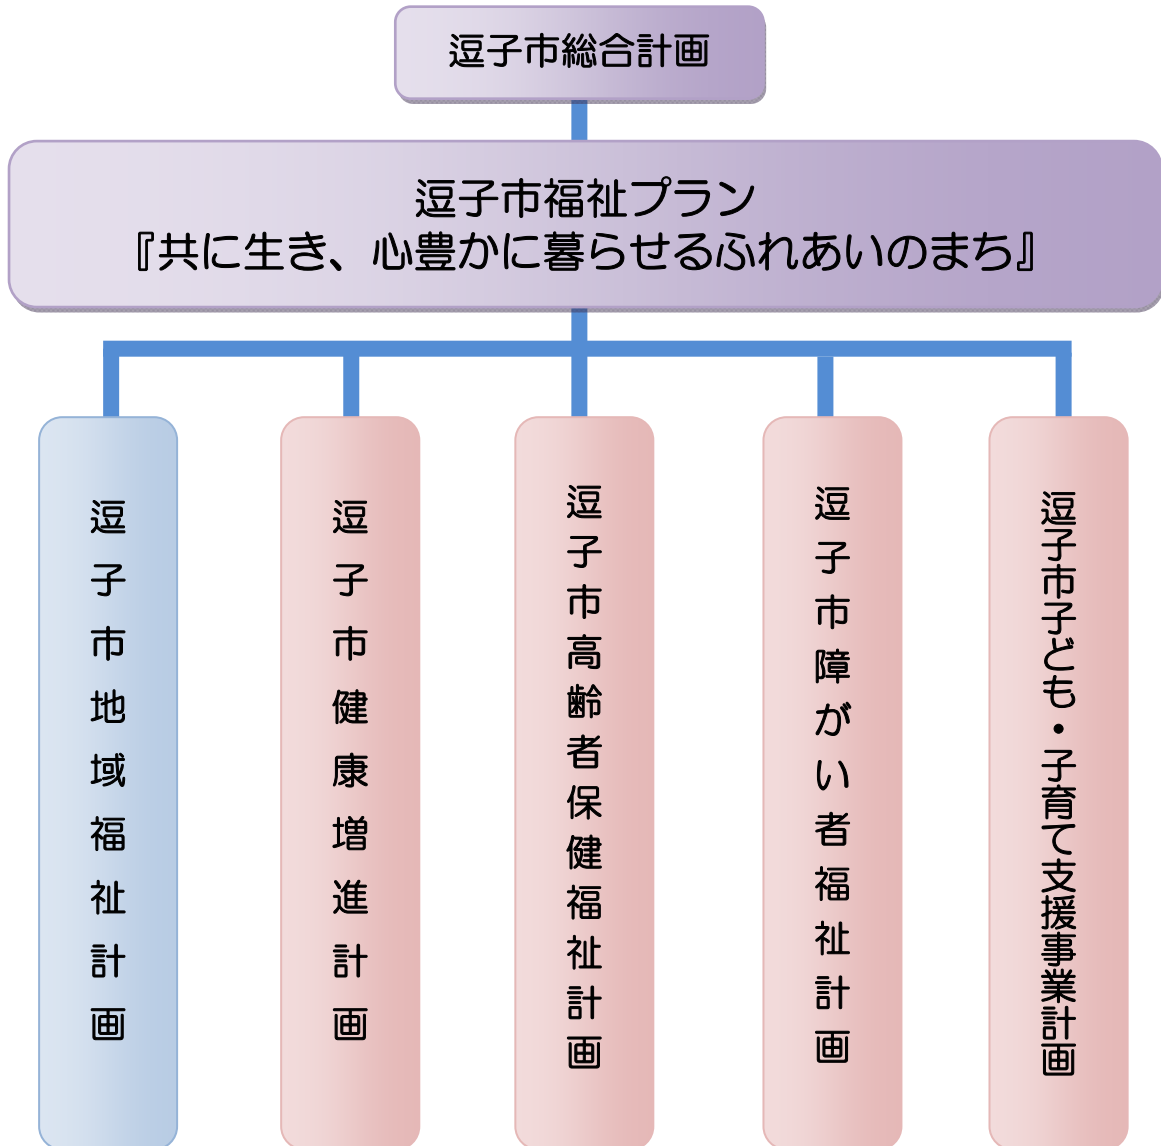 逗子市総合計画
逗子市福祉プラン
『共に生き、心豊かに暮らせるふれあいのまち』
逗子市地域福祉計画
逗子市健康増進計画
逗子市高齢者保健福祉計画
逗子市障がい者福祉計画
逗子市子ども・子育て支援事業計画